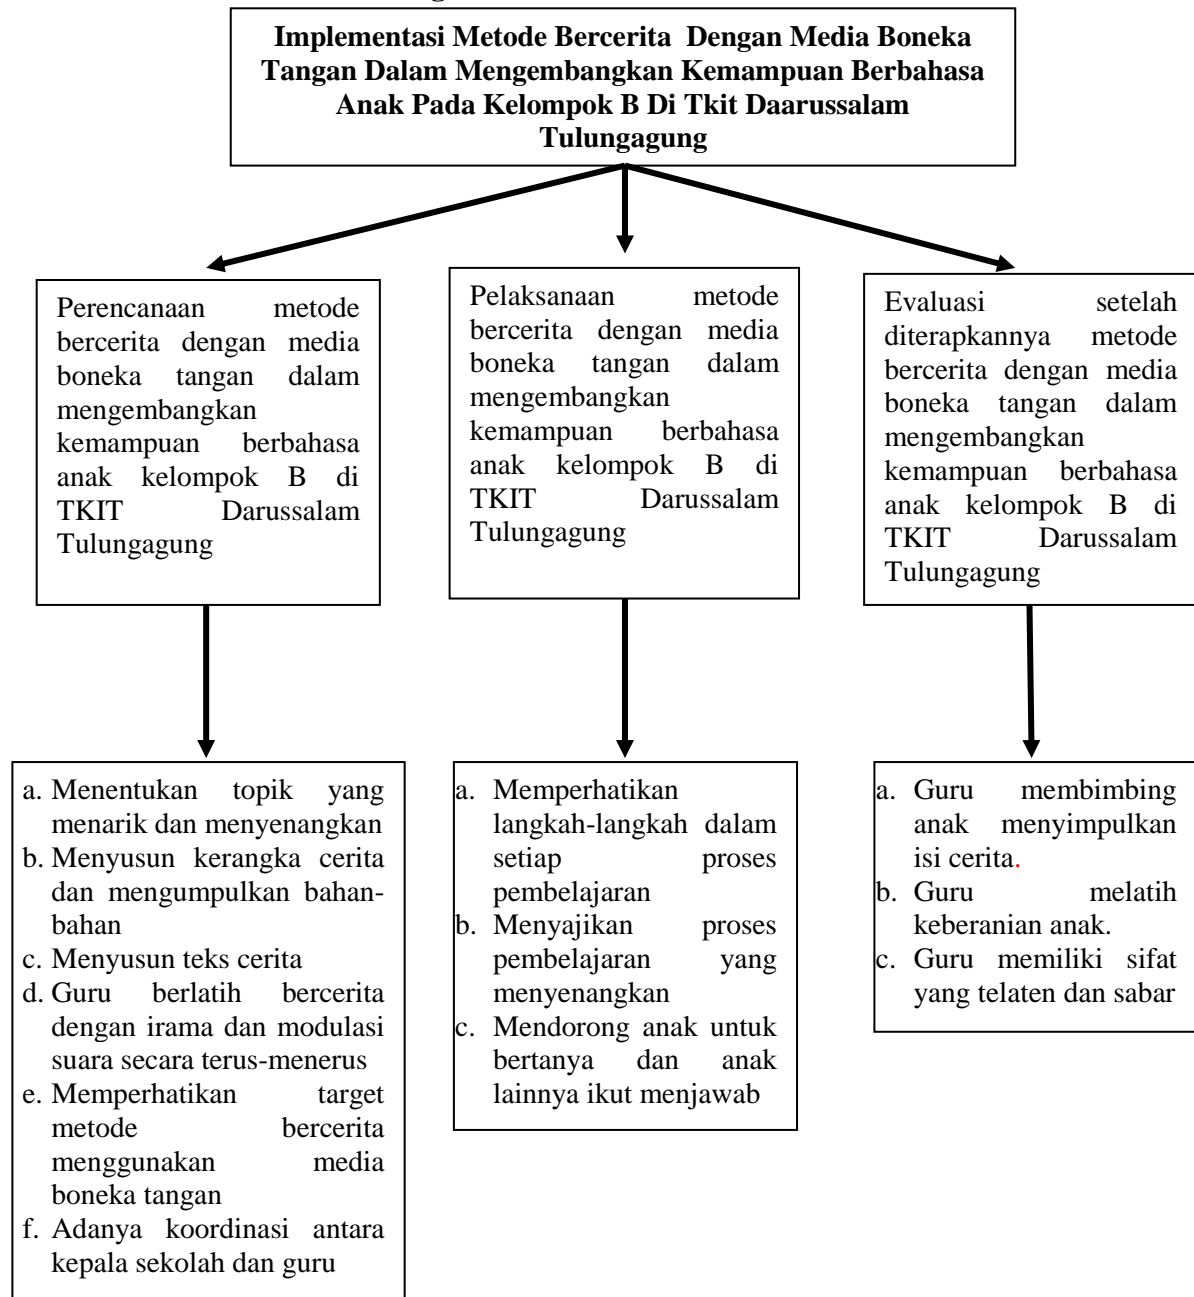 Implementasi Metode Bercerita Dengan Media Boneka
Tangan Dalam Mengembangkan Kemampuan Berbahasa
Anak Pada Kelompok B Di Tkit Daarussalam
Tulungagung
Perencanaan metode
bercerita dengan media
boneka tangan dalam
mengembangkan
kemampuan berbahasa
anak kelompok B di
TKIT Darussalam
Tulungagung
Pelaksanaan metode
bercerita dengan media
boneka tangan dalam
mengembangkan
kemampuan berbahasa
anak kelompok B di
TKIT Darussalam
Tulungagung
Evaluasi setelah
diterapkannya metode
bercerita dengan media
boneka tangan dalam
mengembangkan
kemampuan berbahasa
anak kelompok B di
TKIT Darussalam
Tulungagung
a. Menentukan topik yang
menarik dan menyenangkan
b. Menyusun kerangka cerita
dan mengumpulkan bahan-
bahan
c. Menyusun teks cerita
d. Guru berlatih bercerita
dengan irama dan modulasi
suara secara terus-menerus
e. Memperhatikan target
metode bercerita
menggunakan media
boneka tangan
f. Adanya koordinasi antara
kepala sekolah dan guru
a. Memperhatikan
langkah-langkah dalam
setiap proses
pembelajaran
b. Menyajikan proses
pembelajaran yang
menyenangkan
c. Mendorong anak untuk
bertanya dan anak
lainnya ikut menjawab
a. Guru membimbing
anak menyimpulkan
isi cerita.
b. Guru melatih
keberanian anak.
c. Guru memiliki sifat
yang telaten dan sabar